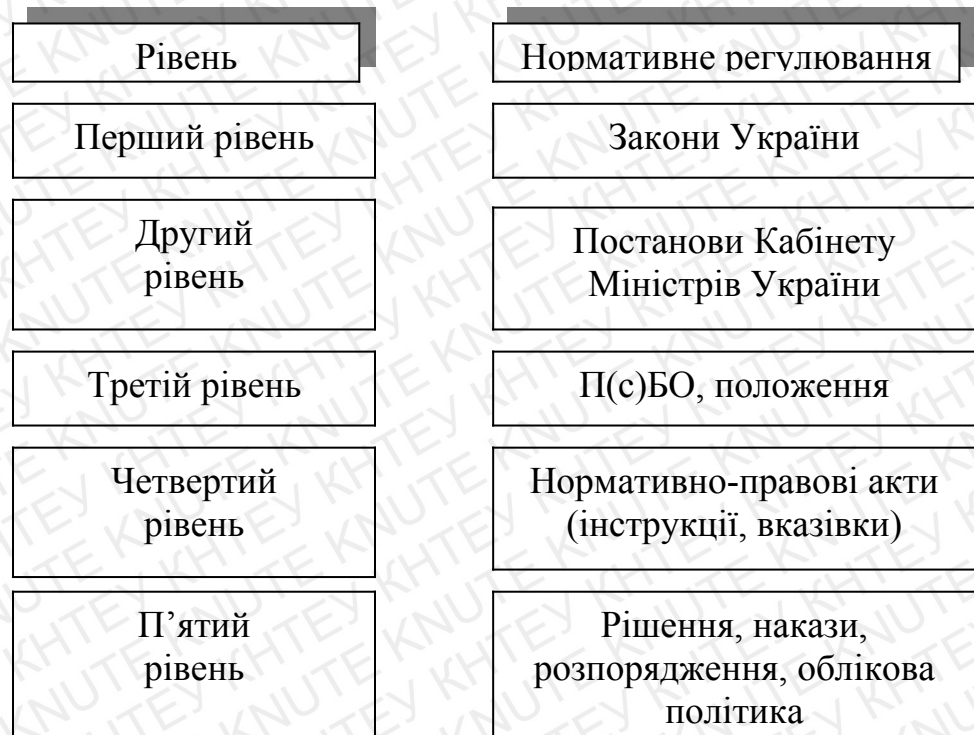 Рівень
Нормативне регулювання
Перший рівень
Закони України
Другий
рівень
Постанови Кабінету
Міністрів України
Третій рівень
П(с)БО, положення
Четвертий
рівень
Нормативно-правові акти
(інструкції, вказівки)
П’ятий
рівень
Рішення, накази,
розпорядження, облікова
політика